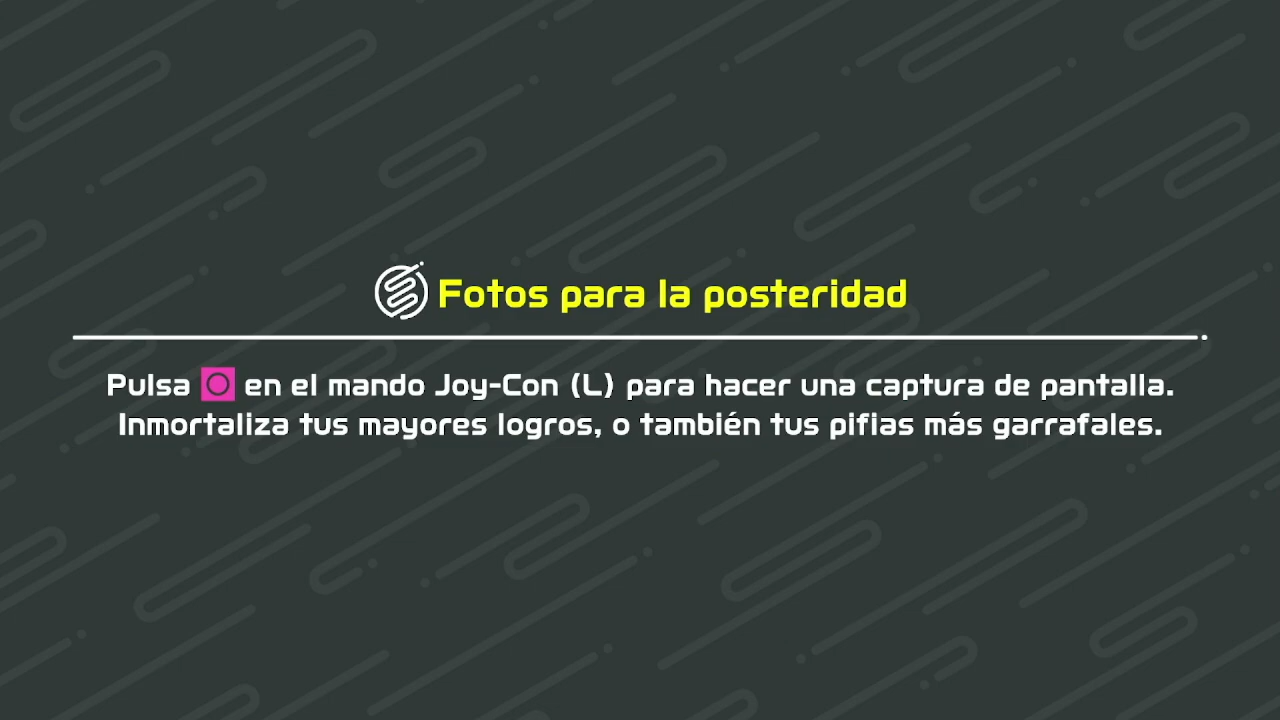 Fotos para la posteridad
Pulsa en el mando Joy-Con (L) para hacer una captura de pantalla.
Inmortaliza tus mayores logros, o también tus pifias más garrafales.